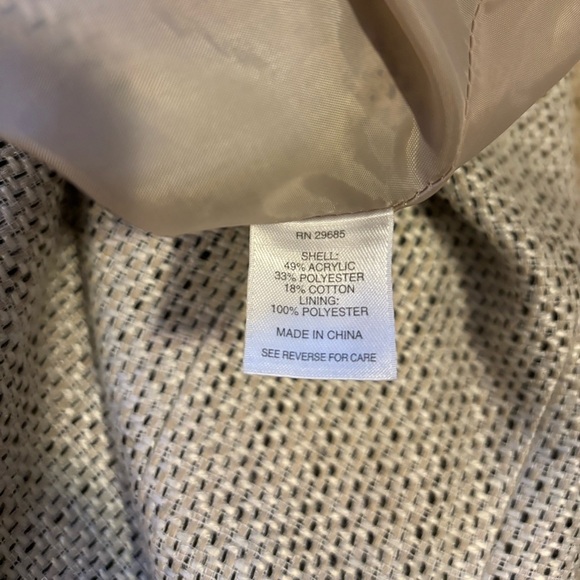 RN 29685
SHELL:
49% ACRYLIC
33% POLYESTER
18% COTTON
LINING:
100% POLYESTER
MADE IN CHINA
SEE REVERSE FOR CARE